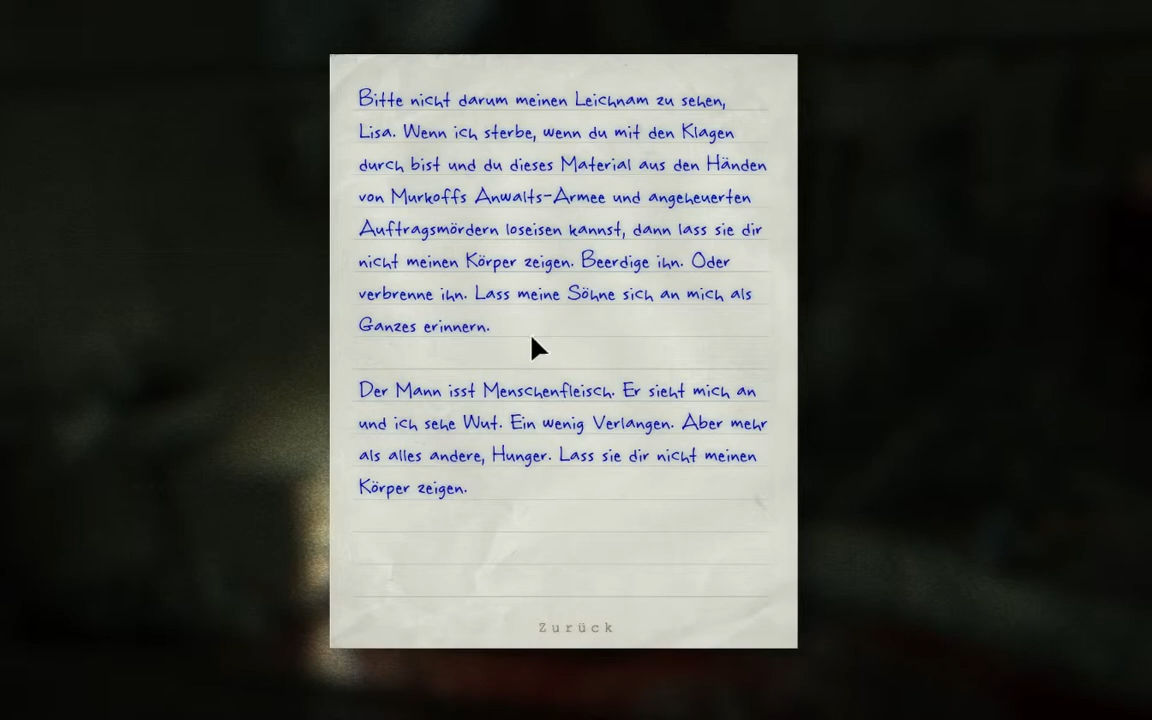 Bitte nicht darum meinen Leichnam zu sehen,
Lisa. Wenn ich sterbe, wenn du mit den Klagen
durch bist und du dieses Material aus den Händen
von Murkoffs Anwalts-Armee und angeheuerten
Auftragsmördern loseisen kannst, dann lass sie dir
nicht meinen Körper zeigen. Beerdige ihn. Oder
verbrenne ihn. Lass meine Söhne sich an mich als
Ganzes erinnern.
Der Mann isst Menschenfleisch. Er sieht mich an
und ich sehe Wut. Ein wenig Verlangen. Aber mehr
als alles andere, Hunger. Lass sie dir nicht meinen
Körper zeigen.
Zurück